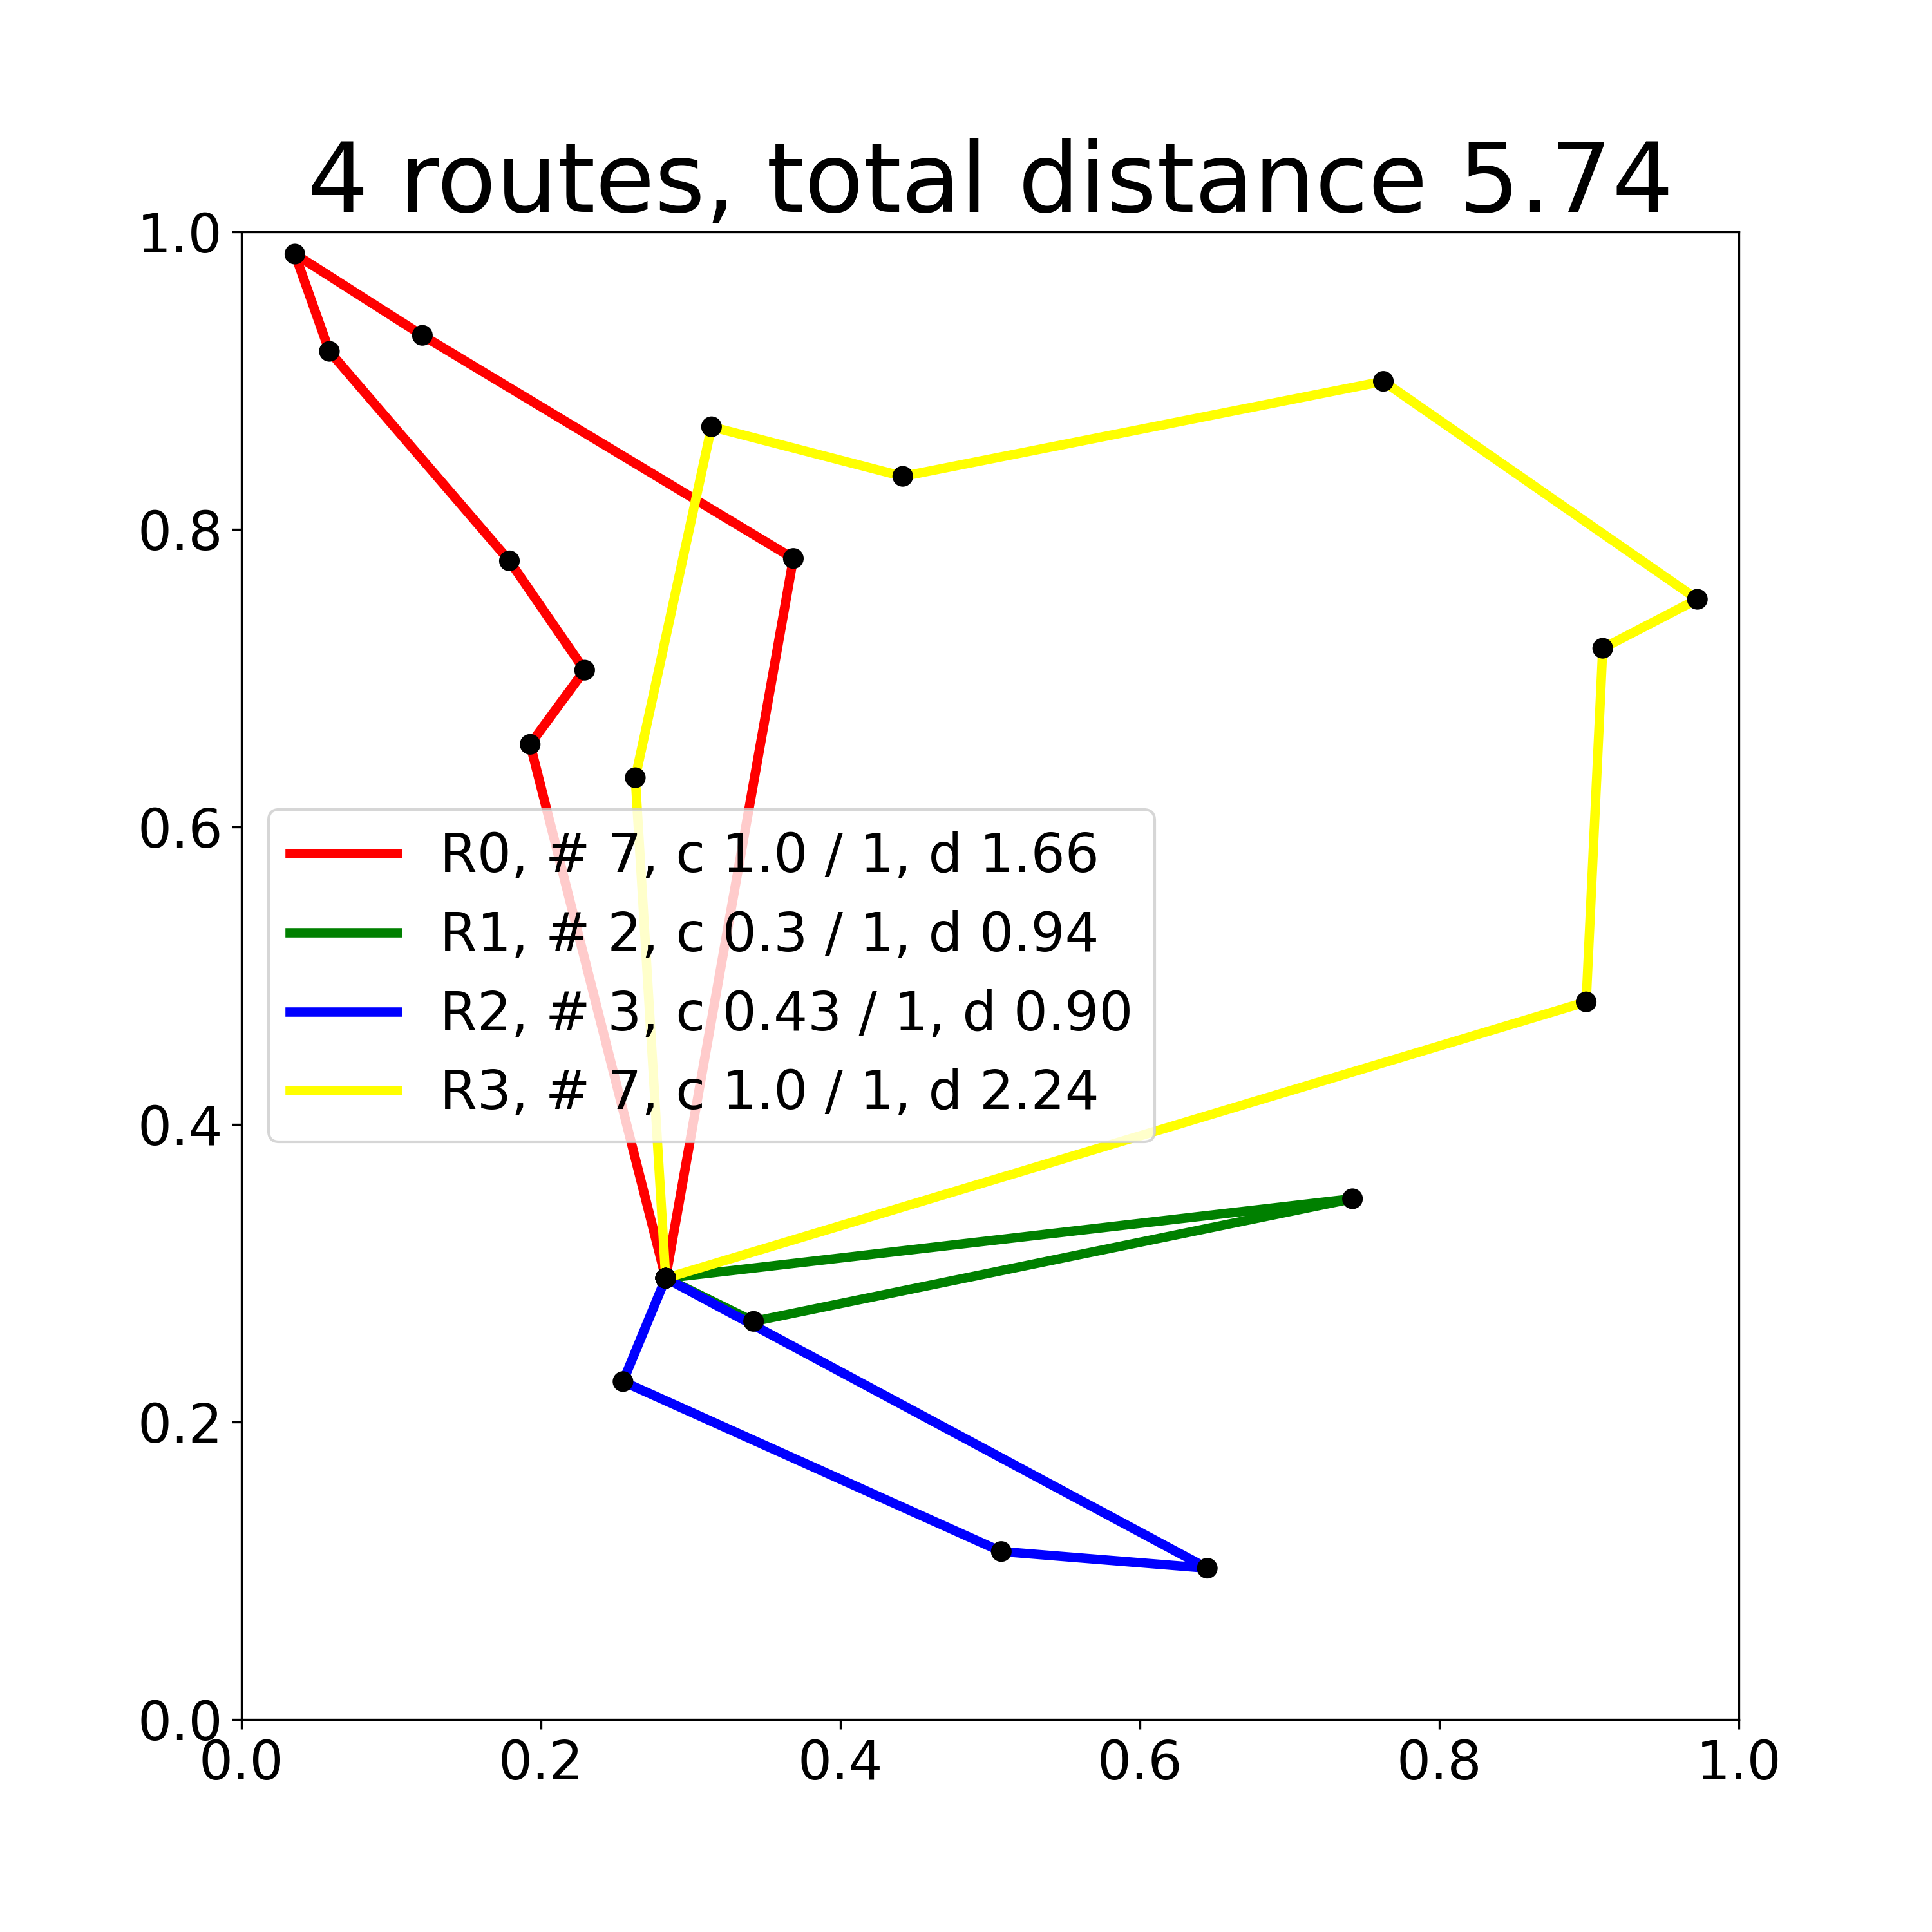 4 routes, total distance 5.74
1.0
0.8
0.6
0.4
0.2
0.0
R0, # 7, c 1.0 / 1, d 1.66
R1, # 2, c 0.3 / 1, d 0.94
R2, # 3, c 0.43 / 1, d 0.90
R3, # 7, c 1.0 / 1, d 2.24
0.0 0.2 0.4 0.6 0.8 1.0